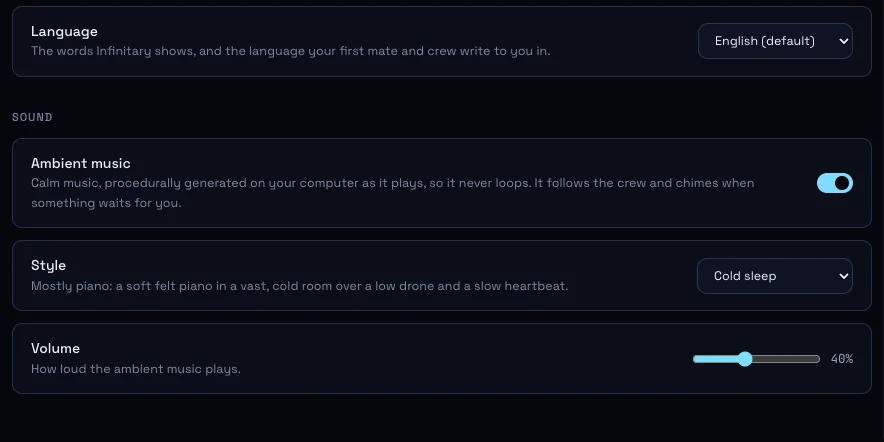 Language
The words Infinitary shows, and the language your first mate and crew write to you in.
English (default)
SOUND
Ambient music
Calm music, procedurally generated on your computer as it plays, so it never loops. It follows the crew and chimes when
something waits for you.
Style
Mostly piano: a soft felt piano in a vast, cold room over a low drone and a slow heartbeat.
Cold sleep
Volume
How loud the ambient music plays.
40%